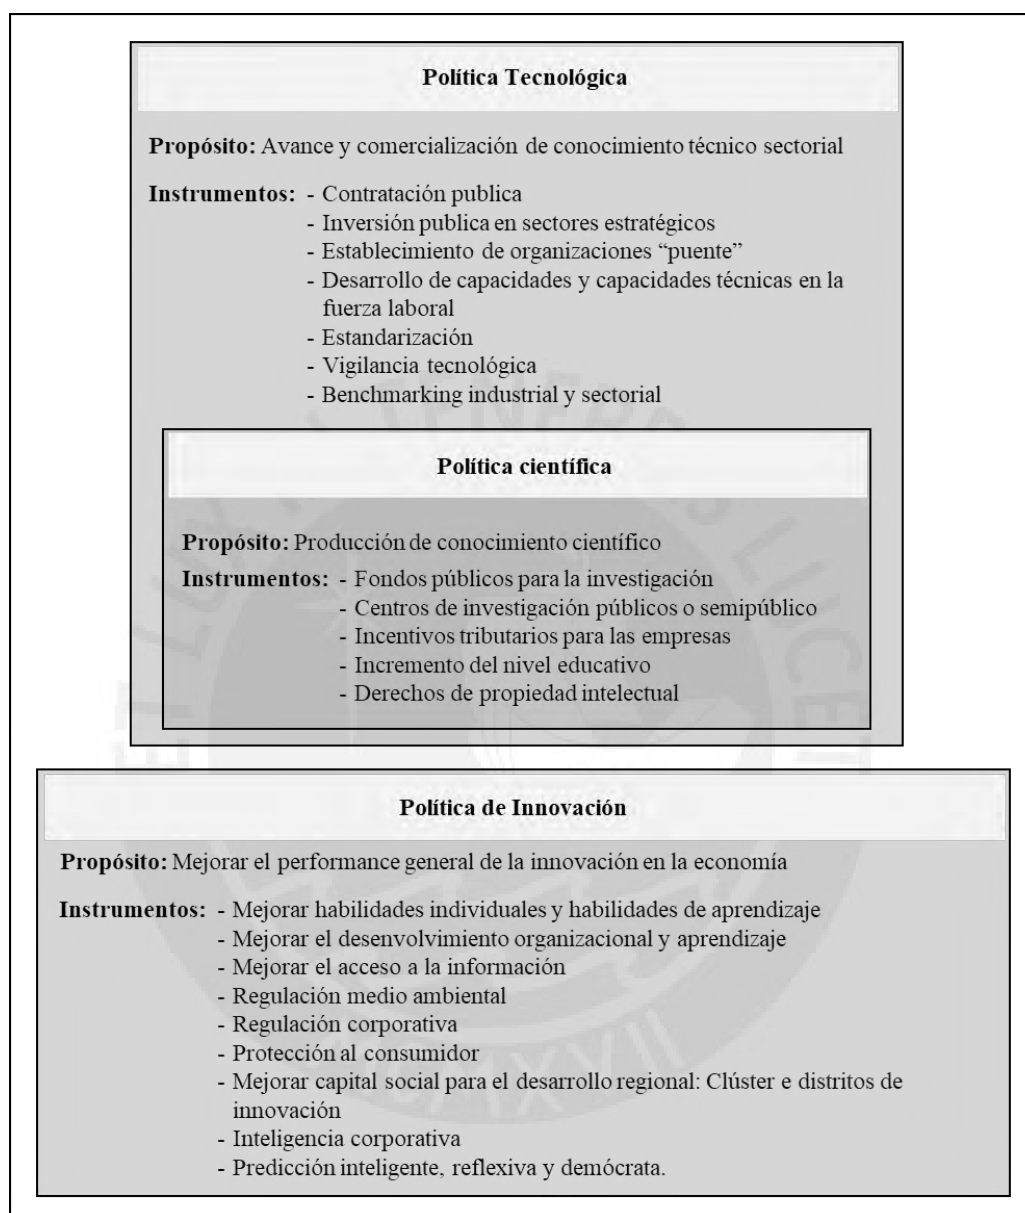 Política Tecnológica
Propósito: Avance y comercialización de conocimiento técnico sectorial
Instrumentos: - Contratación publica
- Inversión publica en sectores estratégicos
- Establecimiento de organizaciones “puente”
- Desarrollo de capacidades y capacidades técnicas en la
fuerza laboral
- Estandarización
- Vigilancia tecnológica
- Benchmarking industrial y sectorial
Política científica
Propósito: Producción de conocimiento científico
Instrumentos: - Fondos públicos para la investigación
- Centros de investigación públicos o semipúblico
- Incentivos tributarios para las empresas
- Incremento del nivel educativo
- Derechos de propiedad intelectual
Política de Innovación
Propósito: Mejorar el performance general de la innovación en la economía
Instrumentos: - Mejorar habilidades individuales y habilidades de aprendizaje
- Mejorar el desenvolvimiento organizacional y aprendizaje
- Mejorar el acceso a la información
- Regulación medio ambiental
- Regulación corporativa
- Protección al consumidor
- Mejorar capital social para el desarrollo regional: Clúster e distritos de
innovación
- Inteligencia corporativa
- Predicción inteligente, reflexiva y demócrata.